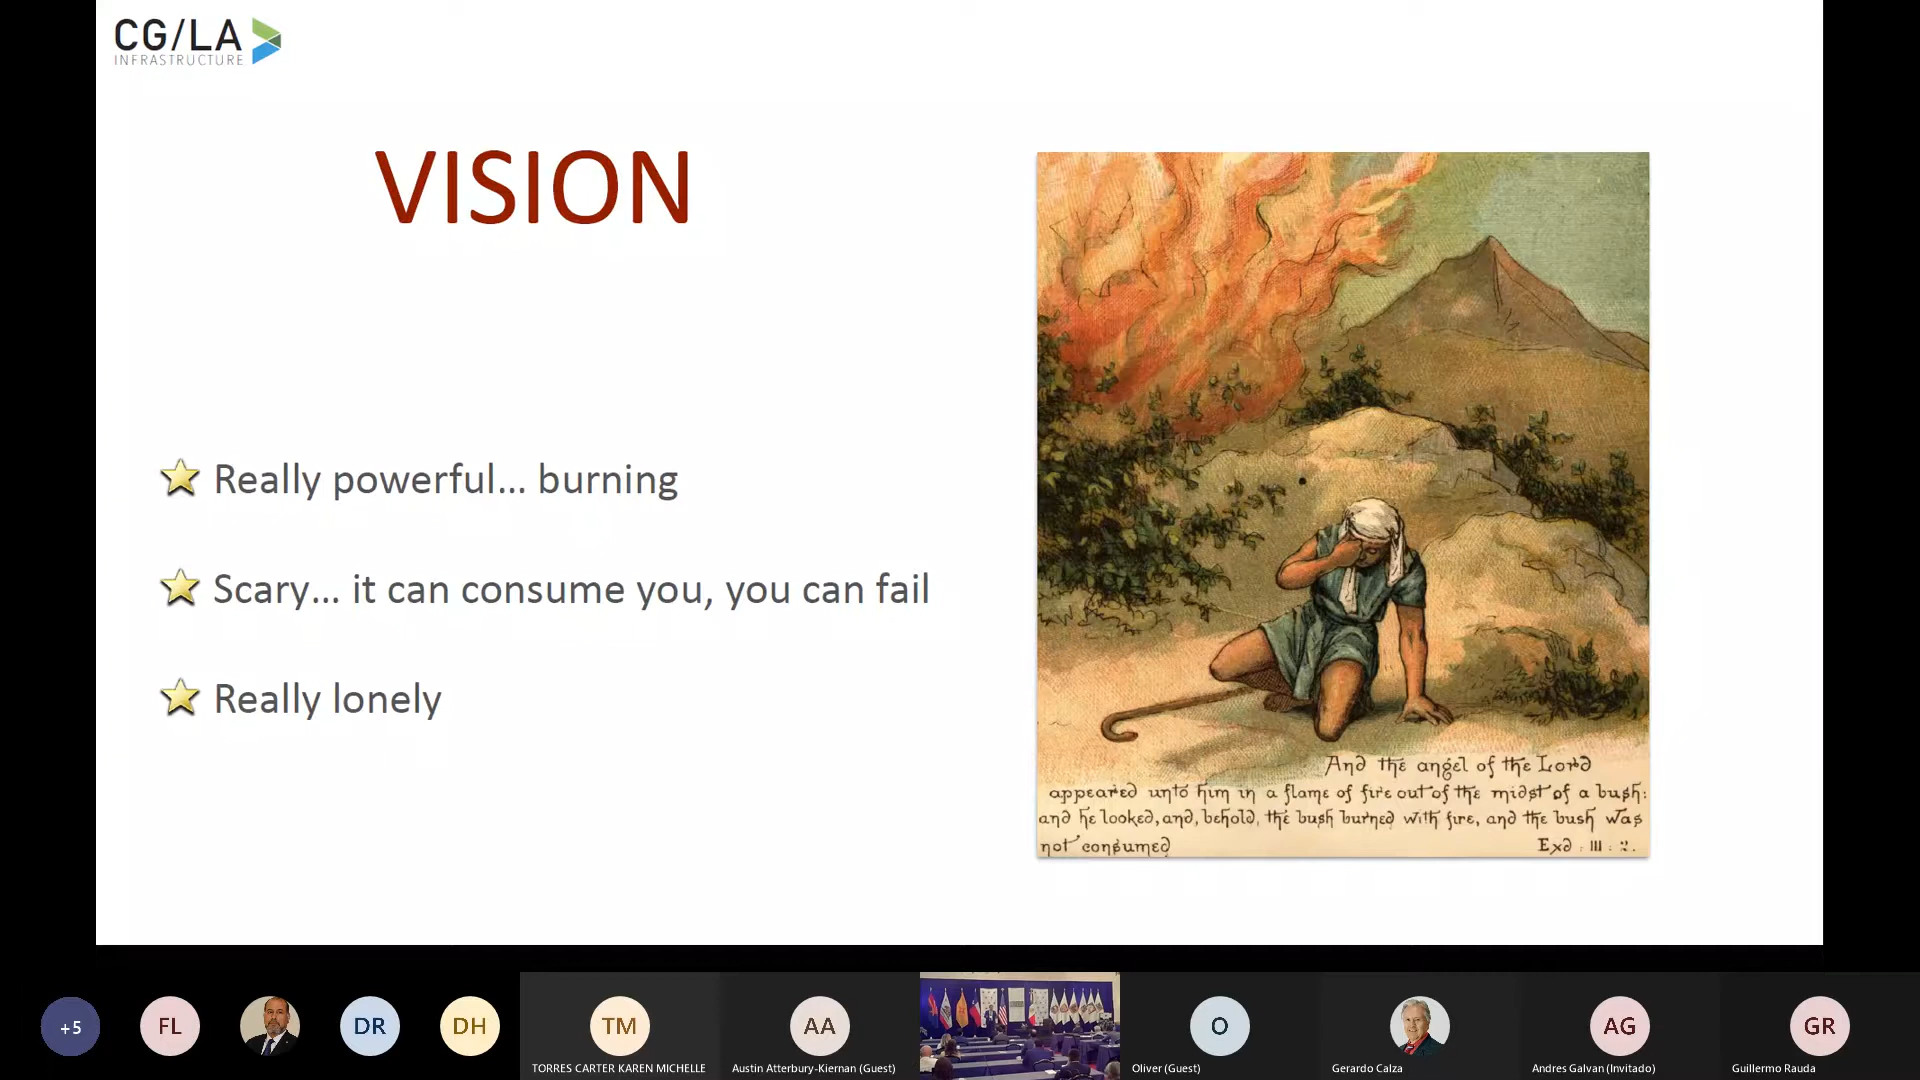 CG/LA
INFRASTRUCTURE
VISION
Really powerful... burning
Scary... it can consume you, you can fail
Really lonely
And the angel of the Lord
appeared unto him in a flame of fire out of the midst of a bush:
and he looked, and, behold, the bush burned with fire, and the bush was
not consumed
Exd : III : 2.
+5
FL
DR
DH
TM
AA
O
AG
GR
TORRES CARTER KAREN MICHELLE
Austin Atterbury-Kiernan (Guest)
Oliver (Guest)
Gerardo Calza
Andres Galvan (Invitado)
Guillermo Rauda